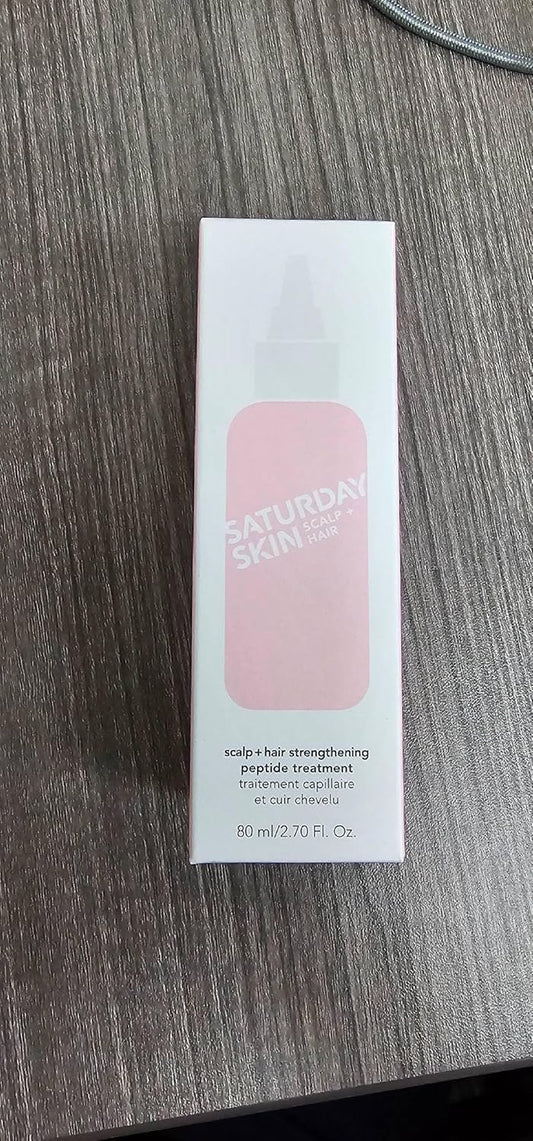 SATURDAY
SKIN SCALP +
HAIR
scalp + hair strengthening
peptide treatment
traitement capillaire
et cuir chevelu
80 ml/2.70 Fl. Oz.